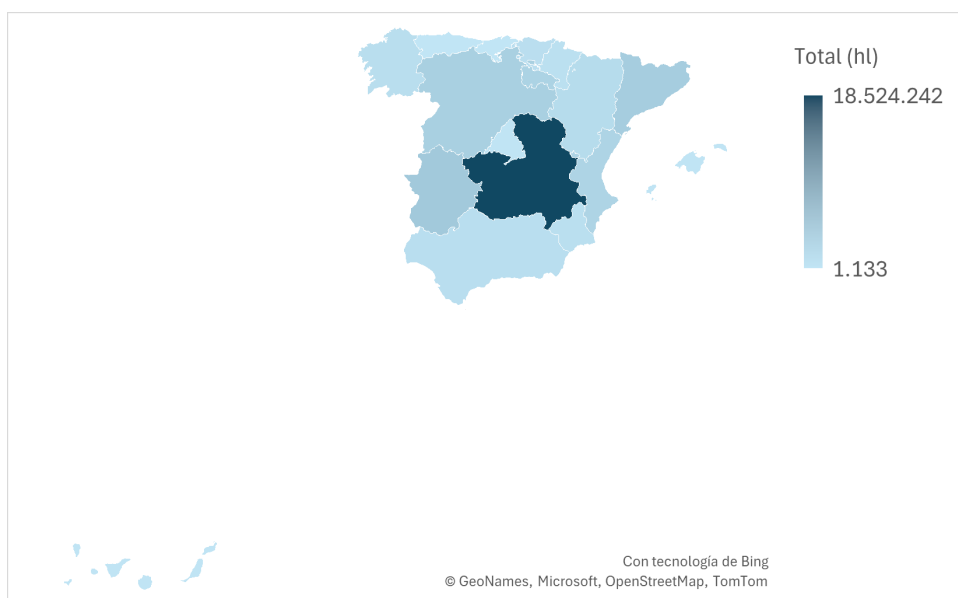 Total (hl)
18.524.242
1.133
Con tecnología de Bing
© GeoNames, Microsoft, OpenStreetMap, TomTom